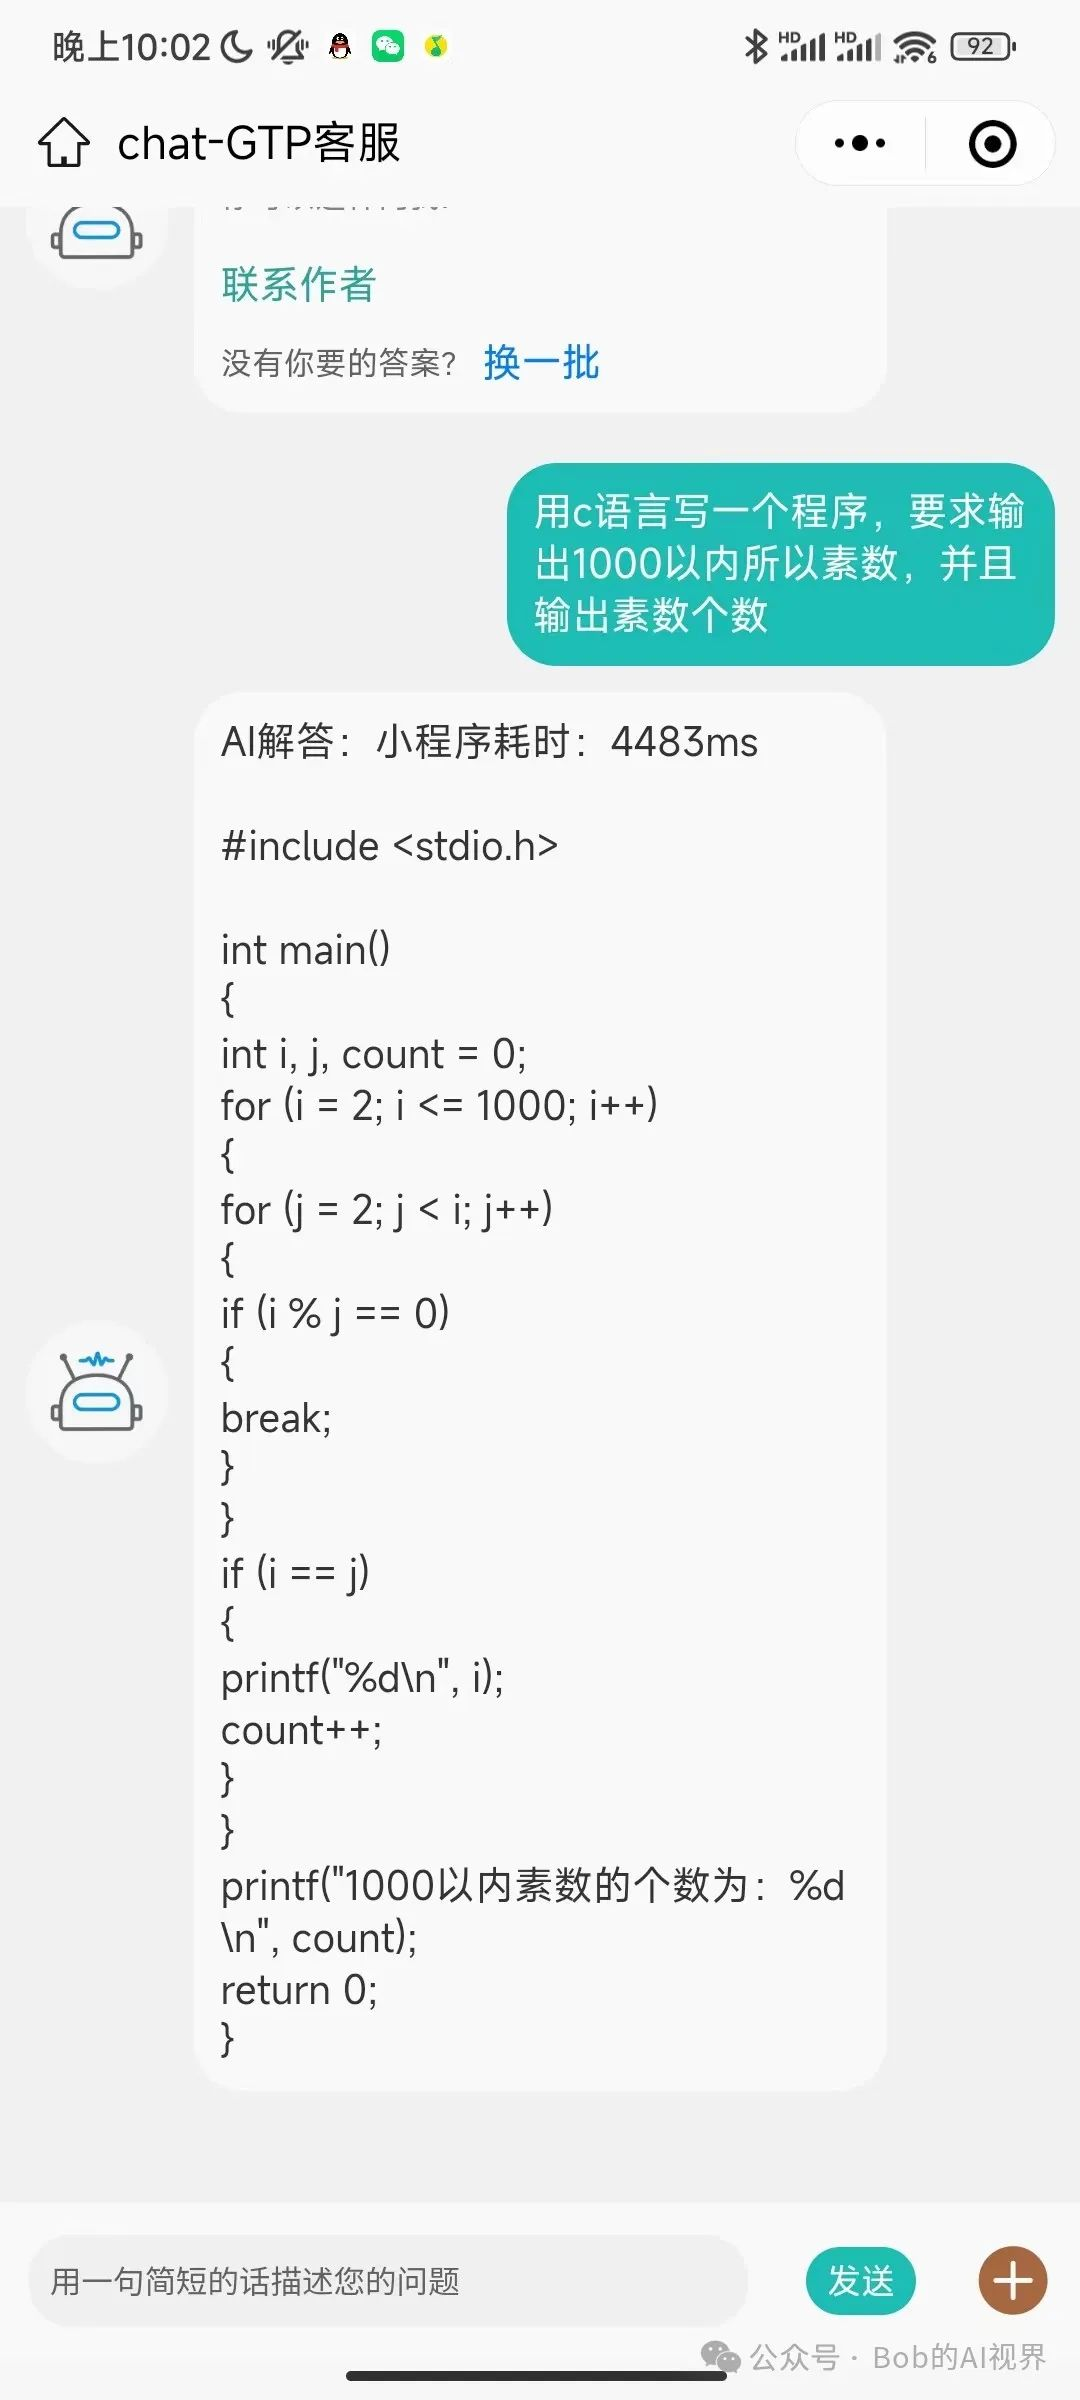 晚上10:02
HD
HD
6
92
chat-GTP客服
联系作者
没有你要的答案? 换一批
用c语言写一个程序，要求输
出1000以内所以素数，并且
输出素数个数
AI解答：小程序耗时：4483ms
#include <stdio.h>
int main()
{
int i, j, count = 0;
for (i = 2; i <= 1000; i++)
{
for (j = 2; j < i; j++)
{
if (i % j == 0)
{
break;
}
}
if (i == j)
{
printf("%d\n", i);
count++;
}
}
printf("1000以内素数的个数为：%d
\n", count);
return 0;
}
用一句简短的话描述您的问题
发送
公众号·Bob的AI视界